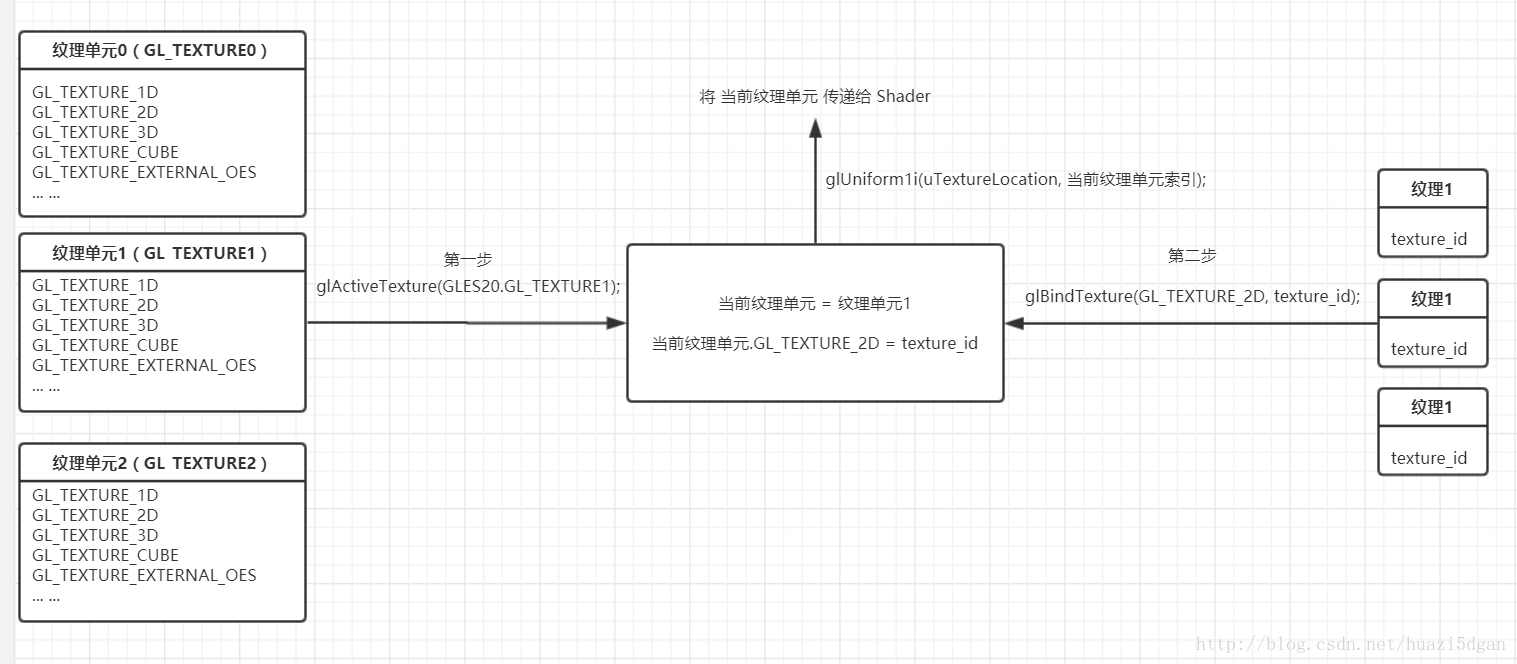 纹理单元0（GL_TEXTURE0）
GL_TEXTURE_1D
GL_TEXTURE_2D
GL_TEXTURE_3D
GL_TEXTURE_CUBE
GL_TEXTURE_EXTERNAL_OES
... ...
纹理单元1（GL_TEXTURE1）
GL_TEXTURE_1D
GL_TEXTURE_2D
GL_TEXTURE_3D
GL_TEXTURE_CUBE
GL_TEXTURE_EXTERNAL_OES
... ...
纹理单元2（GL_TEXTURE2）
GL_TEXTURE_1D
GL_TEXTURE_2D
GL_TEXTURE_3D
GL_TEXTURE_CUBE
GL_TEXTURE_EXTERNAL_OES
... ...
第一步
glActiveTexture(GLES20.GL_TEXTURE1);
将 当前纹理单元 传递给 Shader
glUniform1i(uTextureLocation, 当前纹理单元索引);
当前纹理单元 = 纹理单元1
当前纹理单元.GL_TEXTURE_2D = texture_id
第二步
glBindTexture(GL_TEXTURE_2D, texture_id);
纹理1
texture_id
纹理1
texture_id
纹理1
texture_id
http://blog.csdn.net/huazi5dgan